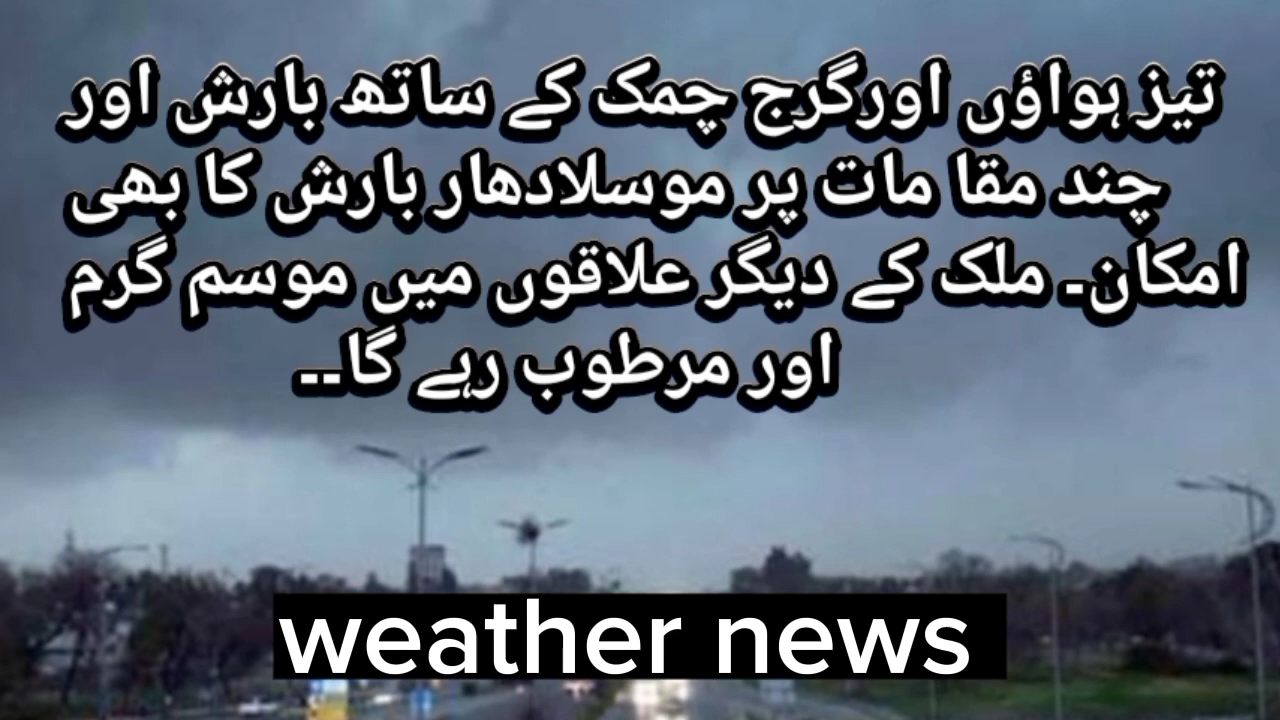 تیز ہواؤں اورگرج چمک کے ساتھ بارش اور
چند مقا مات پر موسلادھار بارش کا بھی
امکان۔ ملک کے دیگر علاقوں میں موسم گرم
اور مرطوب رہے گا۔۔
weather news